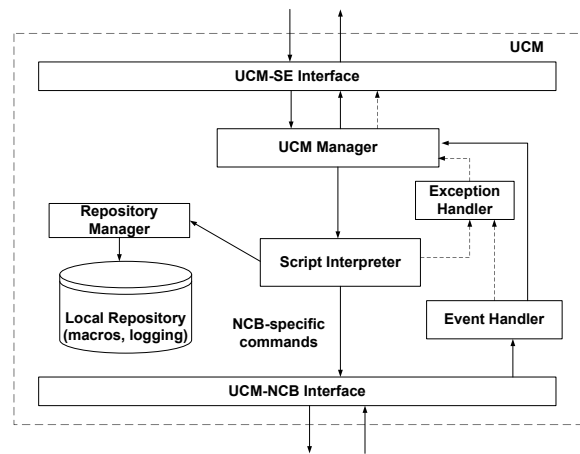 UCM
UCM-SE Interface
UCM Manager
Exception
Handler
Repository
Manager
Script Interpreter
Local Repository
(macros, logging)
NCB-specific
commands
Event Handler
UCM-NCB Interface